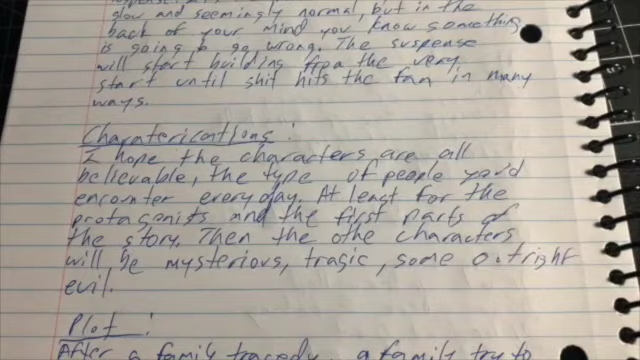 slow and seemingly normal, but in the
back of your mind you know something
is going to go wrong. The suspense
will start building from the very
start until shit hits the fan in many
ways.
Charaterications :
I hope the characters are all
believable, the type of people you'd
encounter everyday. At least for the
protagonists and the first parts of
the story. Then the othe characters
will be mysterious, tragic, some outright
evil.
Plot :
After a family tragedy, a family try to